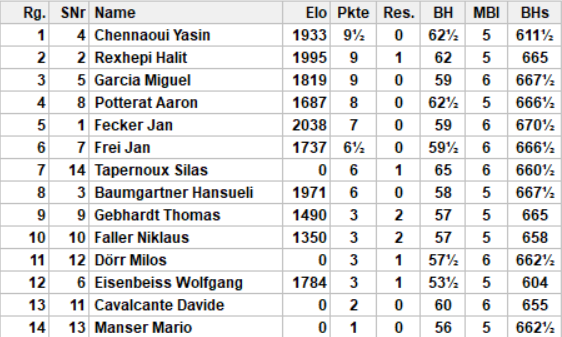 Rg. SNr Name Elo Pkte Res. BH MBI BHs
1 4 Chennaoui Yasin 1933 9½ 0 62½ 5 611½
2 2 Rexhepi Halit 1995 9 1 62 5 665
3 5 Garcia Miguel 1819 9 0 59 6 667½
4 8 Potterat Aaron 1687 8 0 62½ 5 666½
5 1 Fecker Jan 2038 7 0 59 6 670½
6 7 Frei Jan 1737 6½ 0 59½ 6 666½
7 14 Tapernoux Silas 0 6 1 65 6 660½
8 3 Baumgartner Hansueli 1971 6 0 58 5 667½
9 9 Gebhardt Thomas 1490 3 2 57 5 665
10 10 Faller Niklaus 1350 3 2 57 5 658
11 12 Dörr Milos 0 3 1 57½ 6 662½
12 6 Eisenbeiss Wolfgang 1784 3 1 53½ 5 604
13 11 Cavalcante Davide 0 2 0 60 6 655
14 13 Manser Mario 0 1 0 56 5 662½